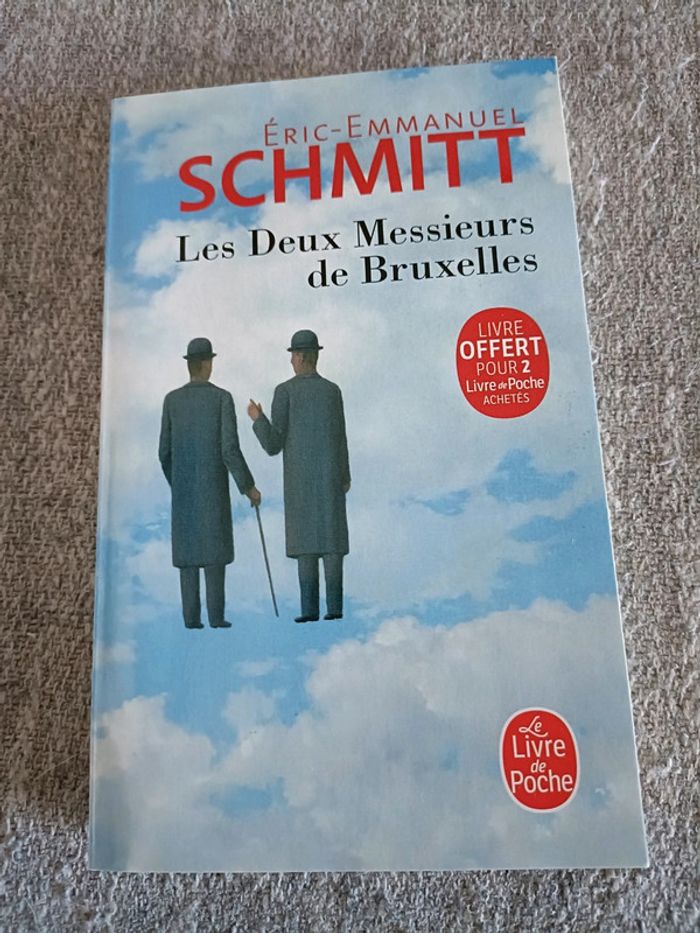 ÉRIC-EMMANUEL
SCHMITT
Les Deux Messieurs
de Bruxelles
LIVRE
OFFERT
POUR 2
Livre de Poche
ACHETÉS
Le
Livre
de
Poche